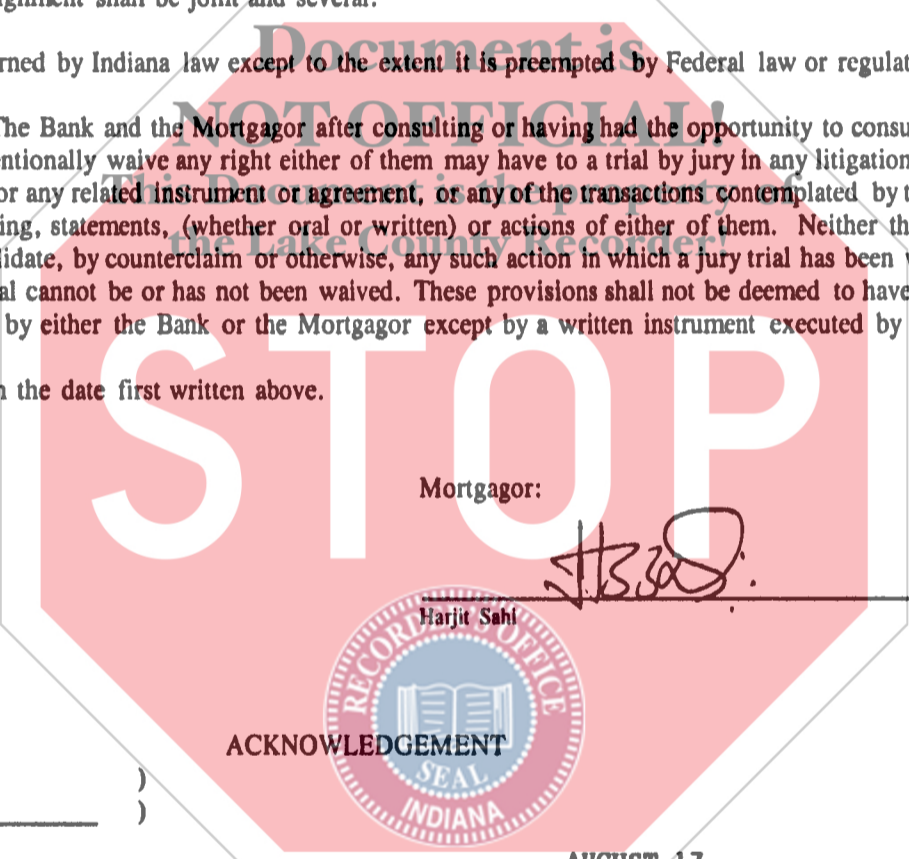 shall be joint and several.
erned by Indiana law except to the extent it is preempted by Federal law or regulat
Document is
NOT OFFICIAL!
This Document is the property of
the Lake County Recorder!
The Bank and the Mortgagor after consulting or having had the opportunity to consu
entionally waive any right either of them may have to a trial by jury in any litigation
or any related instrument or agreement, or any of the transactions contemplated by t
ing, statements, (whether oral or written) or actions of either of them. Neither th
lidate, by counterclaim or otherwise, any such action in which a jury trial has been
al cannot be or has not been waived. These provisions shall not be deemed to have
by either the Bank or the Mortgagor except by a written instrument executed by
STOP
n the date first written above.
Mortgagor:
Harjit Sahi
RECORDER'S OFFICE
SEAL
INDIANA
ACKNOWLEDGEMENT
)
)
AUGUST 17